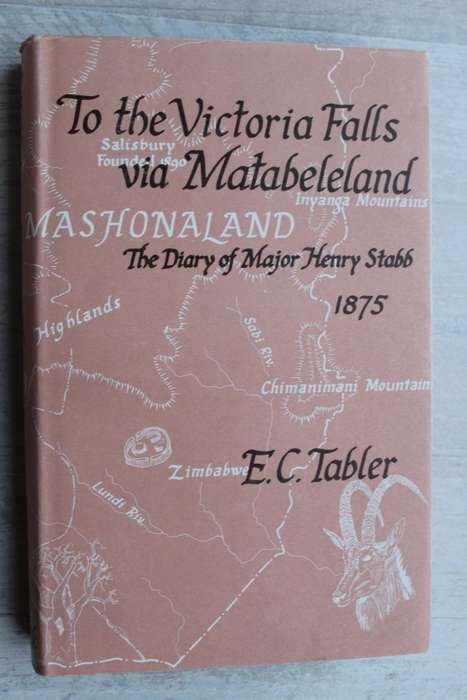 To the Victoria Falls
Salisbury
Founded 1890
via Matabeleland
Inyanga Mountains
MASHONALAND
The Diary of Major Henry Stabb
1875
Highlands
Sabi Riv.
Chimanimani Mountain
Zimbabwe
E.C. Tabler
Lundi Riv.